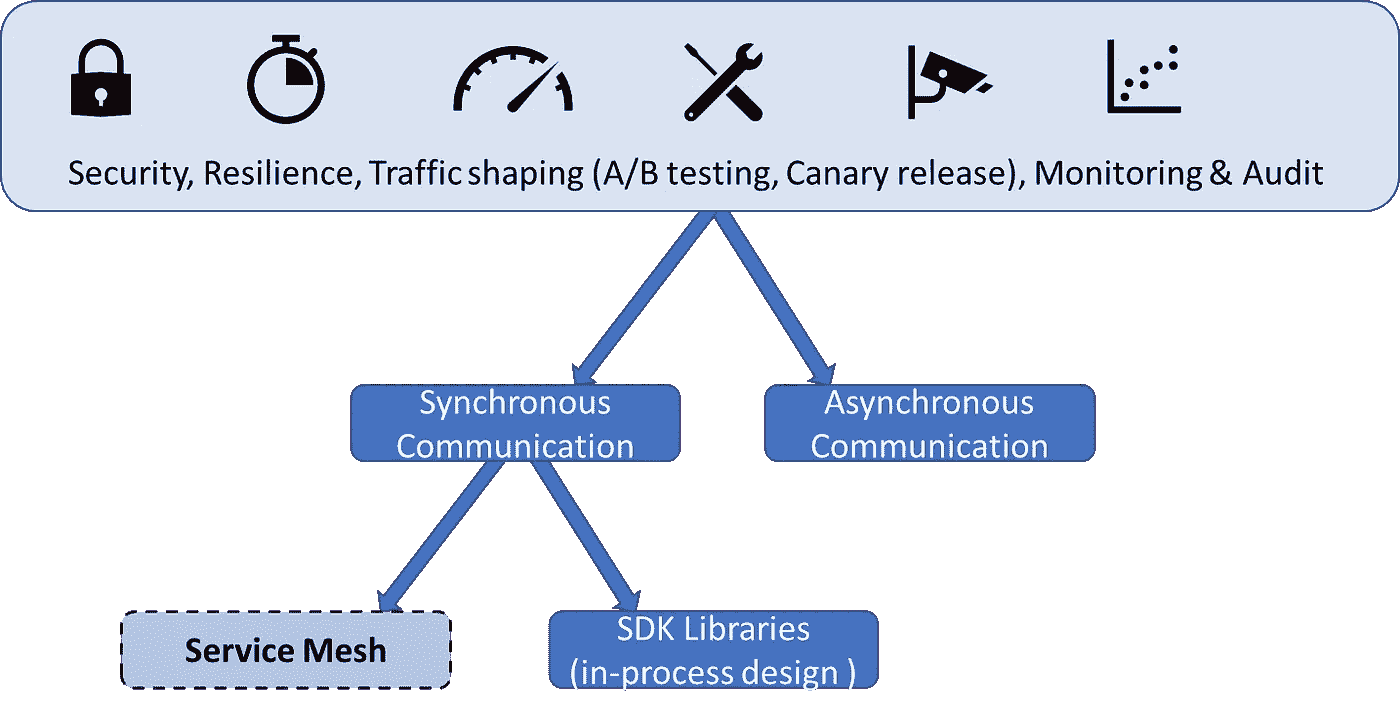 Security, Resilience, Traffic shaping (A/B testing, Canary release), Monitoring & Audit
Synchronous
Communication
Asynchronous
Communication
Service Mesh
SDK Libraries
(in-process design )